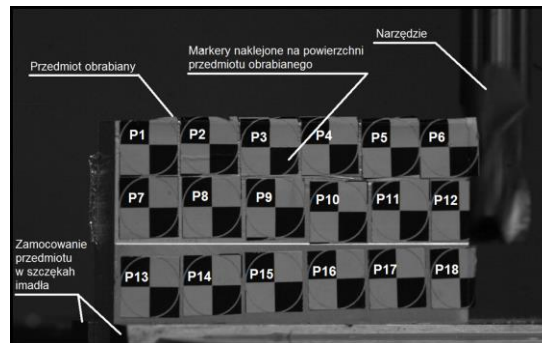 Narzędzie
Markery naklejone na powierzchni
przedmiotu obrabianego
Przedmiot obrabiany
P1 P2 P3 P4 P5 P6
P7 P8 P9 P10 P11 P12
Zamocowanie
przedmiotu
w szczękah
imadła
P13 P14 P15 P16 P17 P18